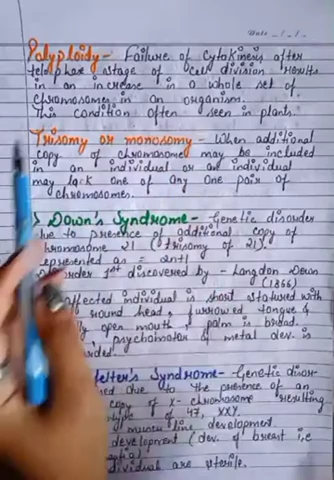 Date _ / _ / _
Polyploidy - Failure of cytokinesis after
telophase stage of cell division results
in an increase in a whole set of
chromosomes in an organism.
This condition often seen in plants.
Trisomy or monosomy - When additional
copy of chromosome may be included
in an individual or an individual
may lack one of any one pair of
chromosomes.
Down's Syndrome - Genetic disorder
due to presence of additional copy of
chromosome 21 (trisomy of 21).
represented as = 2n+1
disorder 1st discovered by - Langdon Down
(1866)
affected individual is short statured with
round head, furrowed tongue &
open mouth, palm is broad.
psychomotor & metal dev. is
Syndrome - Genetic disor-
due to the presence of an
copy of x-chromosome resulting
of 47, XXY.
development.
development (dev. of breast i.e
are sterile.